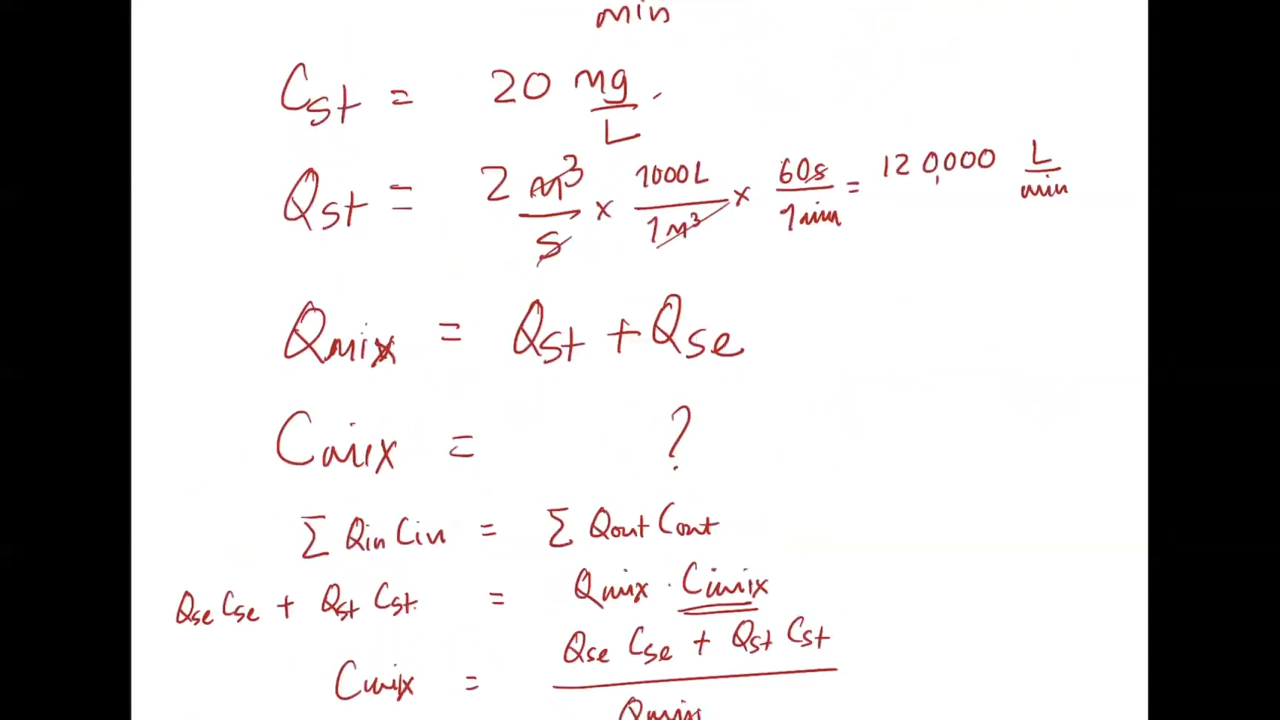 min
Cst = 20 mg/L
Qst = 2 m³/s x 1000L/1m³ x 60s/1min = 120,000 L/min
Qmix = Qst + Qse
Cmix = ?
Σ Qin Cin = Σ Qout Cout
Qse Cse + Qst Cst = Qmix · Cmix
Cmix = Qse Cse + Qst Cst / Qmix